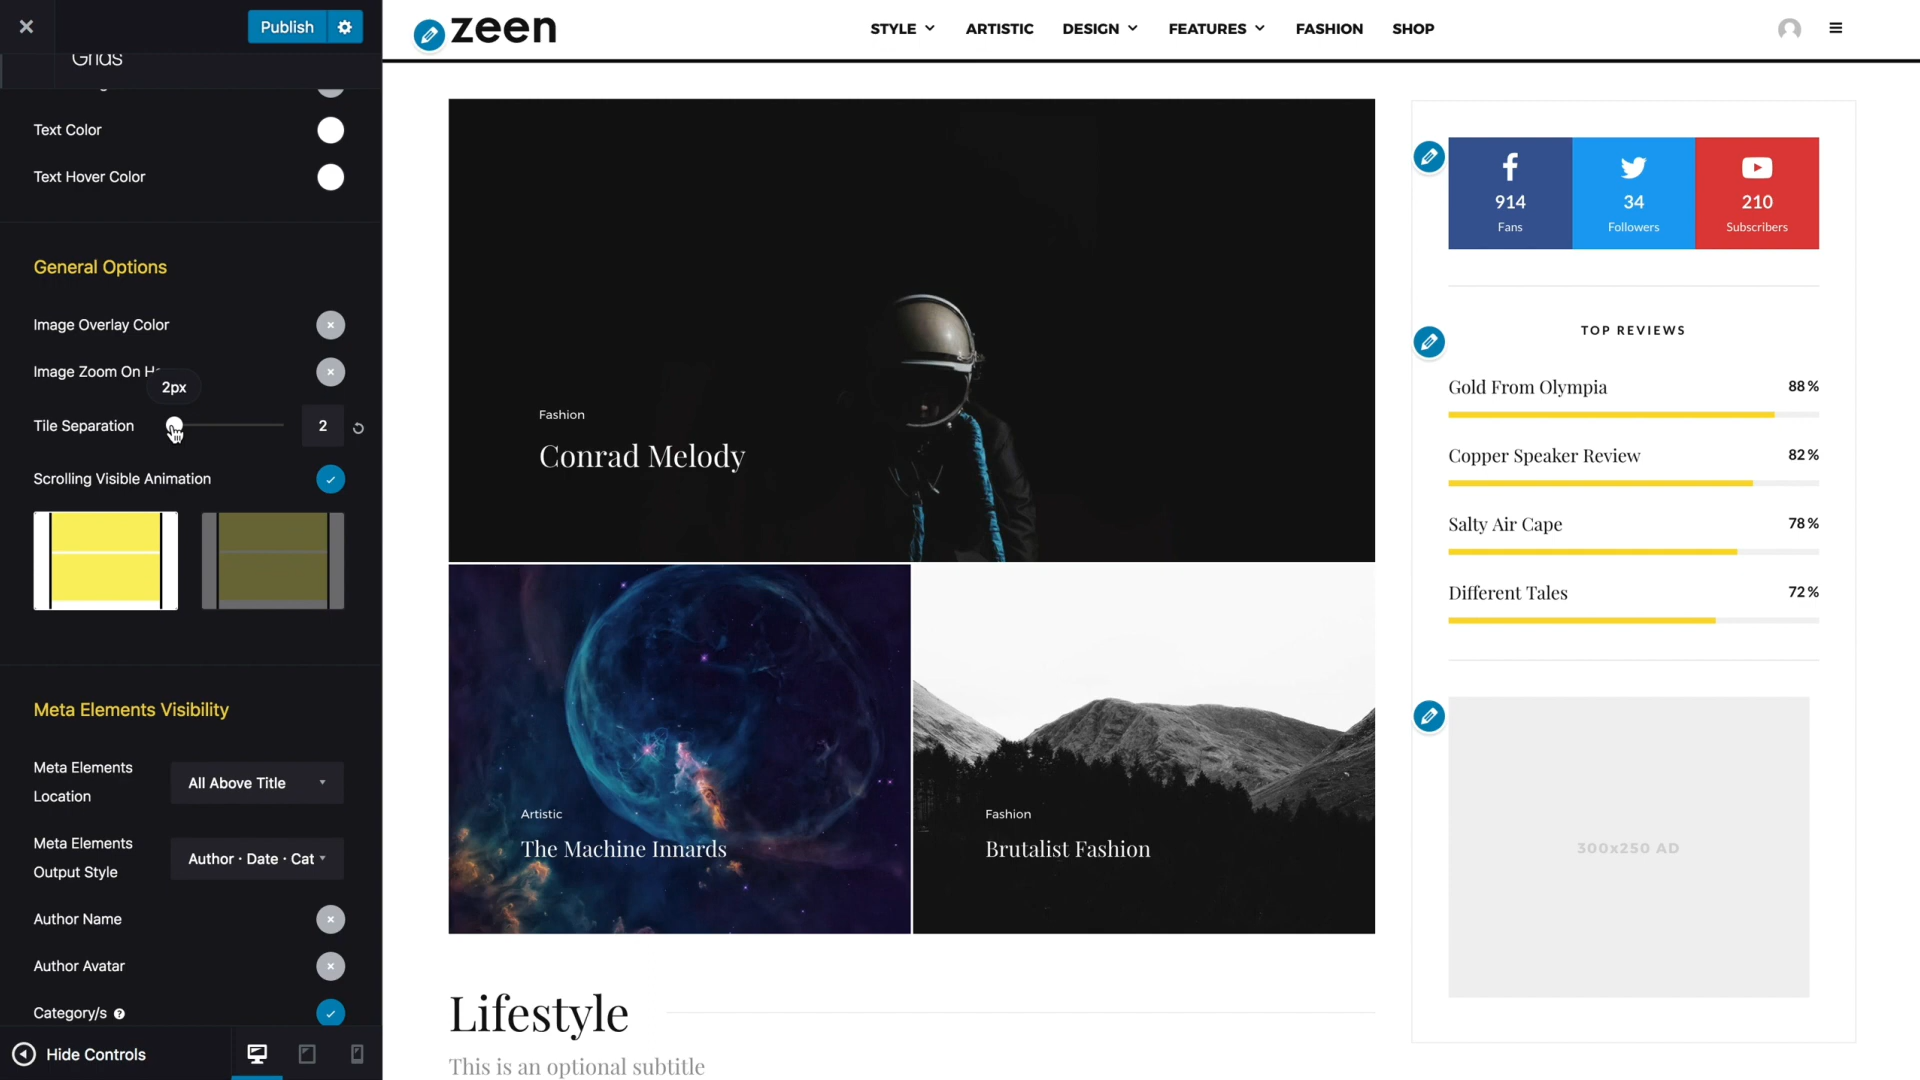 Publish
Grids
Text Color
Text Hover Color
General Options
Image Overlay Color
Image Zoom On
2px
Tile Separation
2
Scrolling Visible Animation
Meta Elements Visibility
Meta Elements
Location
All Above Title
Meta Elements
Output Style
Author · Date · Cat
Author Name
Author Avatar
Category/s
Hide Controls
zeen
STYLE
ARTISTIC
DESIGN
FEATURES
FASHION
SHOP
Fashion
Conrad Melody
Artistic
The Machine Innards
Fashion
Brutalist Fashion
Lifestyle
This is an optional subtitle
914
Fans
34
Followers
210
Subscribers
TOP REVIEWS
Gold From Olympia 88%
Copper Speaker Review 82%
Salty Air Cape 78%
Different Tales 72%
300x250 AD